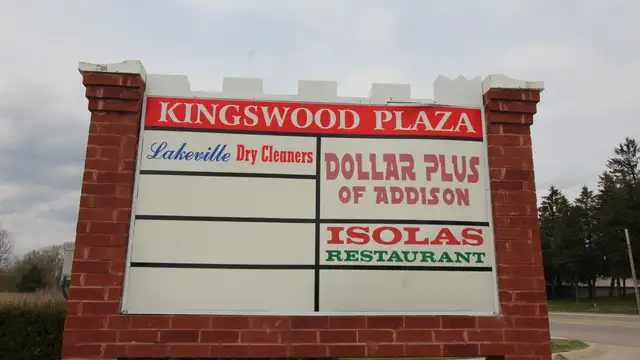 KINGSWOOD PLAZA
Lakeville Dry Cleaners
DOLLAR PLUS
OF ADDISON
ISOLAS
RESTAURANT